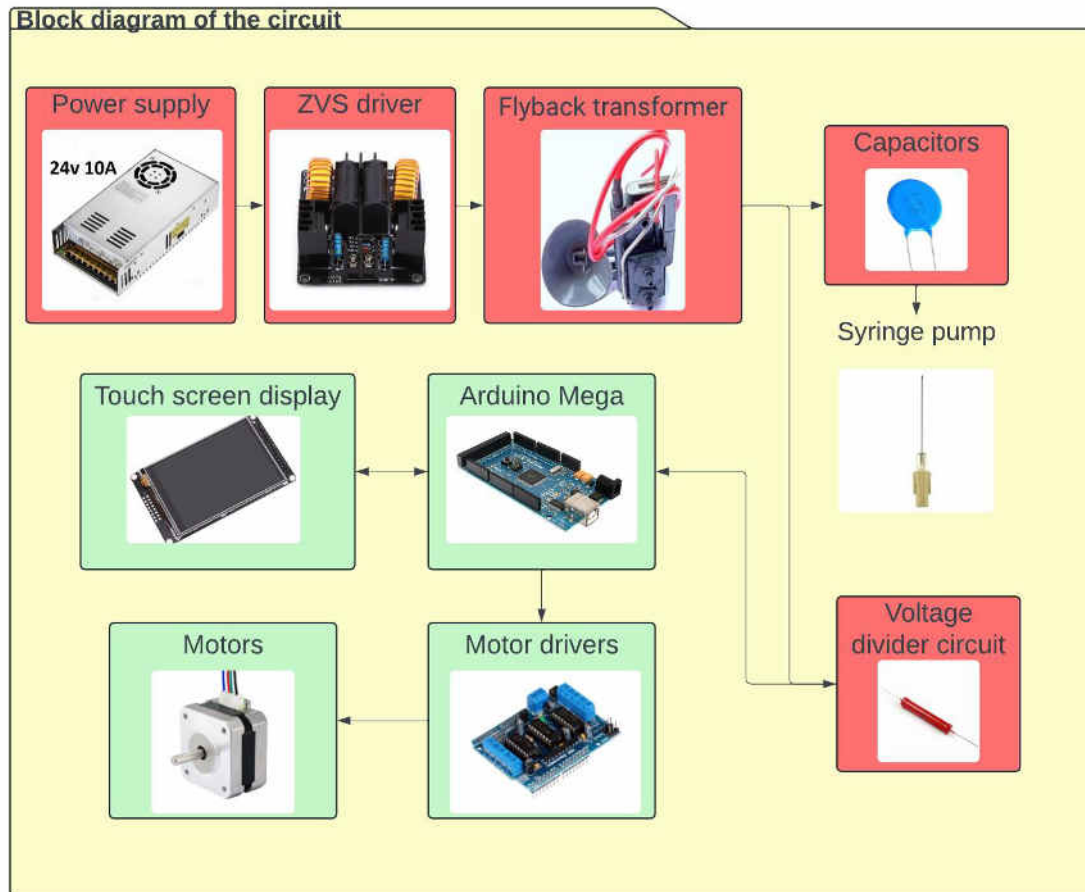 Block diagram of the circuit
Power supply
24v 10A
ZVS driver
Flyback transformer
Capacitors
Syringe pump
Touch screen display
Arduino Mega
Motors
Motor drivers
Voltage
divider circuit